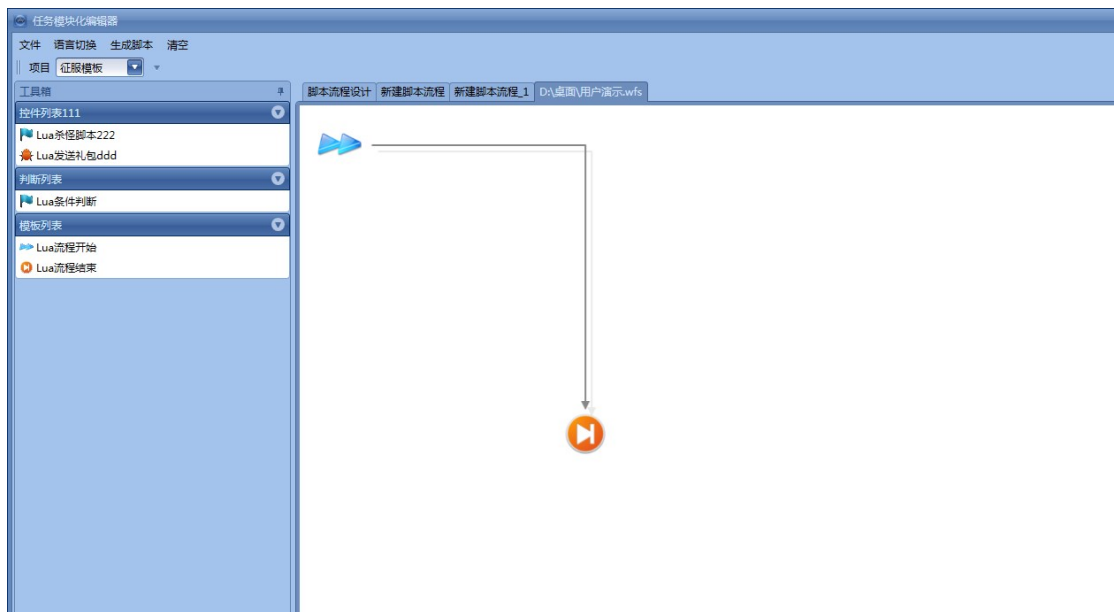 任务模块化编辑器
文件 语言切换 生成脚本 清空
项目 征服模板
工具箱
脚本流程设计 新建脚本流程 新建脚本流程_1 D:\桌面\用户演示.wfs
控件列表111
Lua杀怪脚本222
Lua发送礼包ddd
判断列表
Lua条件判断
模板列表
Lua流程开始
Lua流程结束